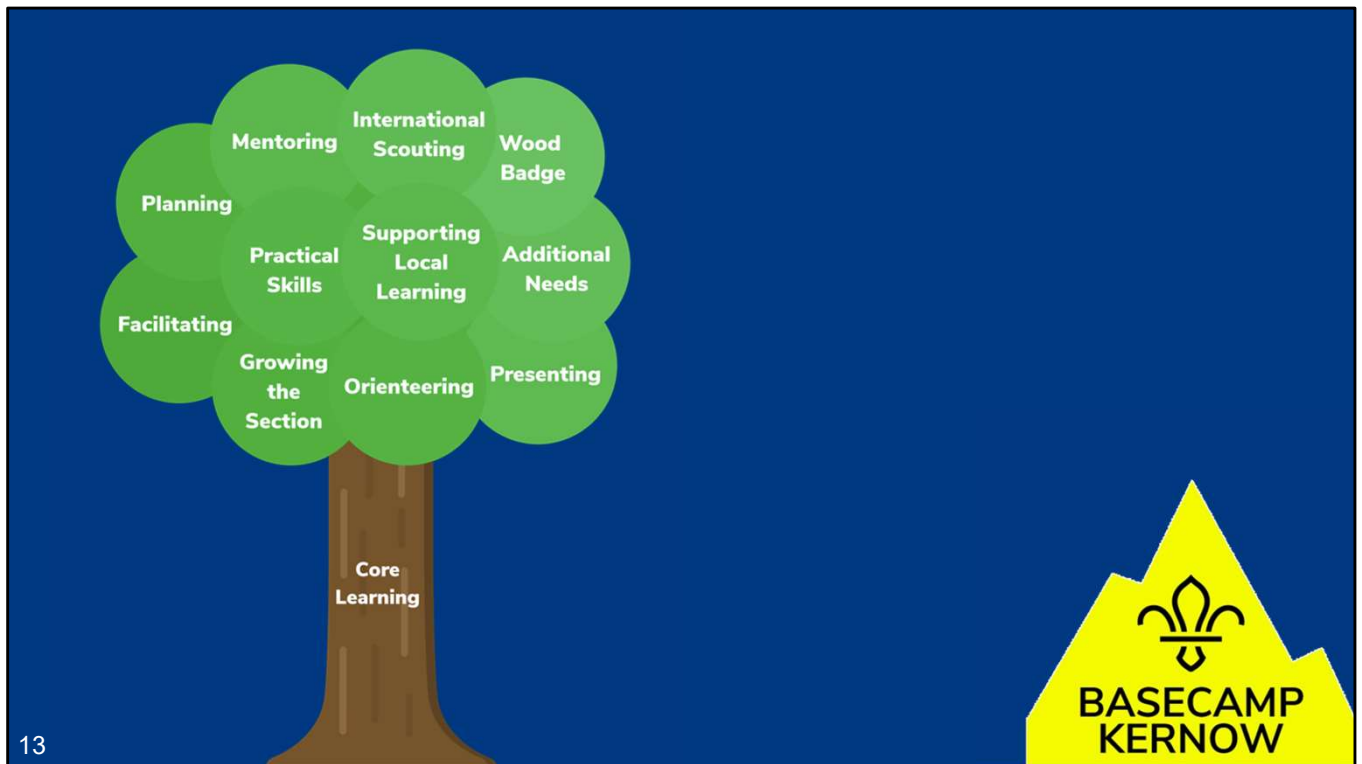 Mentoring
International
Scouting
Wood
Badge
Planning
Practical
Skills
Supporting
Local
Learning
Additional
Needs
Facilitating
Growing
the
Section
Orienteering
Presenting
Core
Learning
BASECAMP
KERNOW
13